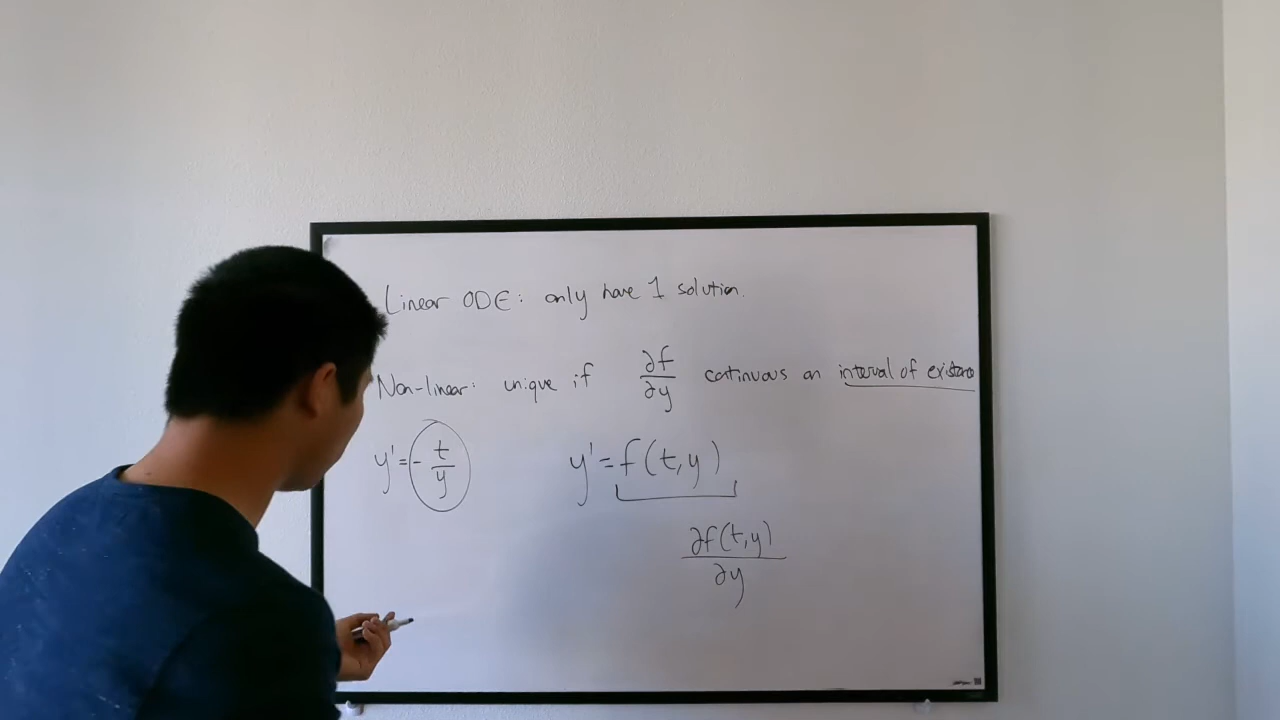 Linear ODE: only have 1 solution.
Non-linear: unique if ∂f/∂y continuous on interval of existence
y' = - t/y
y' = f(t,y)
∂f(t,y)/∂y